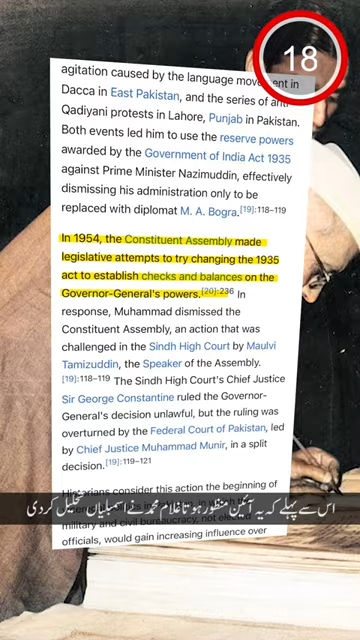 18
agitation caused by the language movement in
Dacca in East Pakistan, and the series of anti-
Qadiyani protests in Lahore, Punjab in Pakistan.
Both events led him to use the reserve powers
awarded by the Government of India Act 1935
against Prime Minister Nazimuddin, effectively
dismissing his administration only to be
replaced with diplomat M. A. Bogra.[19]:118–119
In 1954, the Constituent Assembly made
legislative attempts to try changing the 1935
act to establish checks and balances on the
Governor-General's powers.[20]:236 In
response, Muhammad dismissed the
Constituent Assembly, an action that was
challenged in the Sindh High Court by Maulvi
Tamizuddin, the Speaker of the Assembly.
[19]:118–119 The Sindh High Court's Chief Justice
Sir George Constantine ruled the Governor-
General's decision unlawful, but the ruling was
overturned by the Federal Court of Pakistan, led
by Chief Justice Muhammad Munir, in a split
decision.[19]:119–121
Historians consider this action the beginning of
اس سے پہلے کہ یہ آئین منظور ہوتا غلام محمد نے اسمبلیاں تحلیل کر دی
military and civil bureaucracy, not elected
officials, would gain increasing influence over